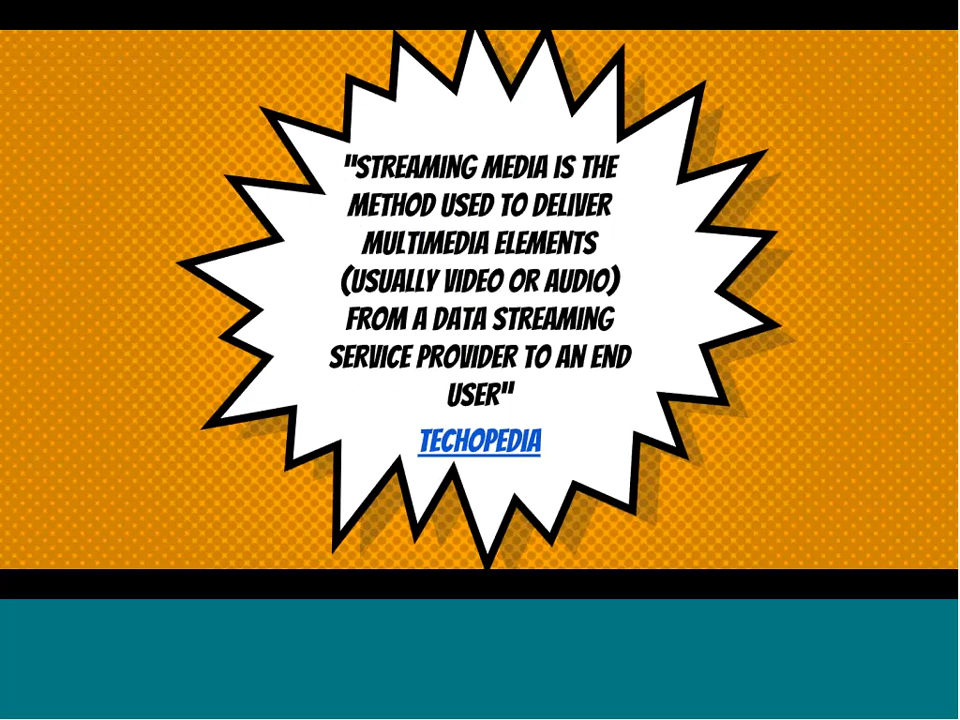 "STREAMING MEDIA IS THE
METHOD USED TO DELIVER
MULTIMEDIA ELEMENTS
(USUALLY VIDEO OR AUDIO)
FROM A DATA STREAMING
SERVICE PROVIDER TO AN END
USER"
TECHOPEDIA